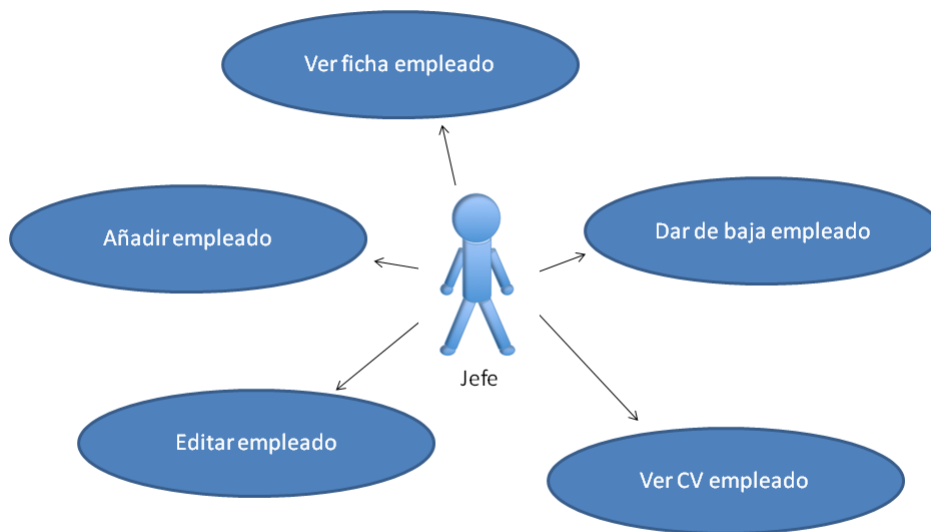 Ver ficha empleado
Añadir empleado
Dar de baja empleado
Jefe
Editar empleado
Ver CV empleado